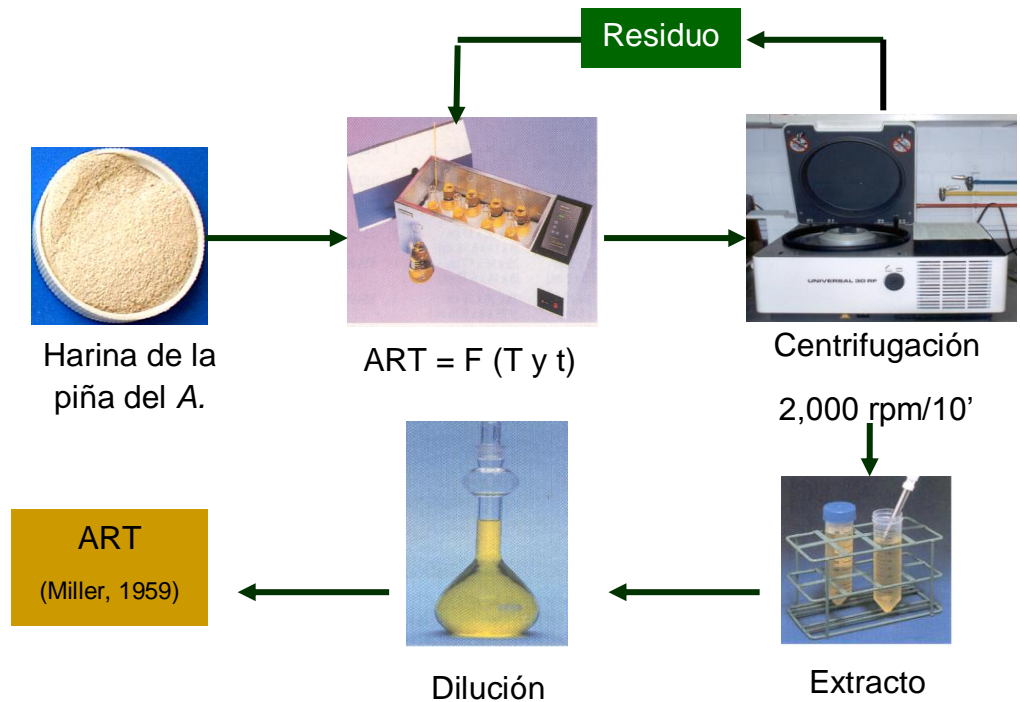 Residuo
UNIVERSAL 30 RF
Harina de la
piña del A.
ART = F (T y t)
Centrifugación
2,000 rpm/10’
ART
(Miller, 1959)
Dilución
Extracto